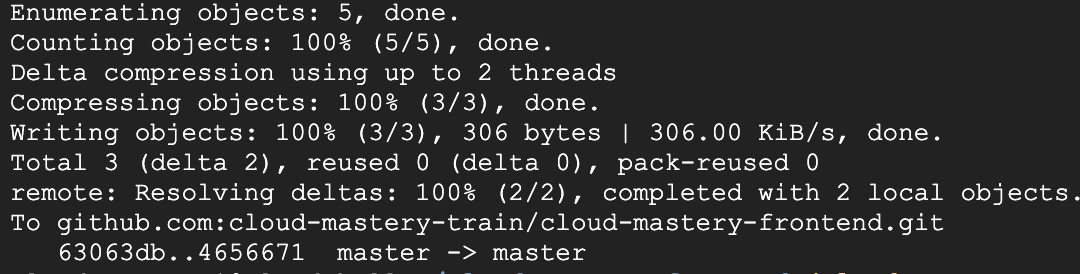 Enumerating objects: 5, done.
Counting objects: 100% (5/5), done.
Delta compression using up to 2 threads
Compressing objects: 100% (3/3), done.
Writing objects: 100% (3/3), 306 bytes | 306.00 KiB/s, done.
Total 3 (delta 2), reused 0 (delta 0), pack-reused 0
remote: Resolving deltas: 100% (2/2), completed with 2 local objects.
To github.com:cloud-mastery-train/cloud-mastery-frontend.git
63063db..4656671 master -> master